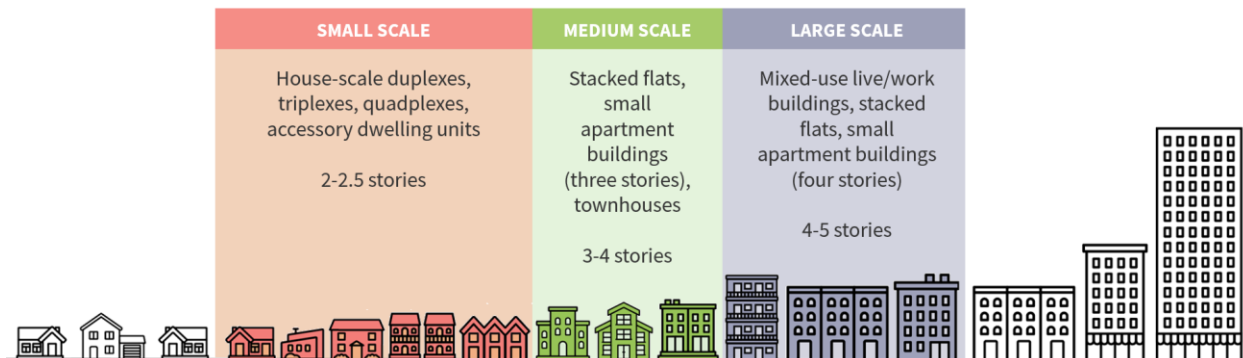 SMALL SCALE
House-scale duplexes,
triplexes, quadplexes,
accessory dwelling units
2-2.5 stories
MEDIUM SCALE
Stacked flats,
small
apartment
buildings
(three stories),
townhouses
3-4 stories
LARGE SCALE
Mixed-use live/work
buildings, stacked
flats, small
apartment buildings
(four stories)
4-5 stories